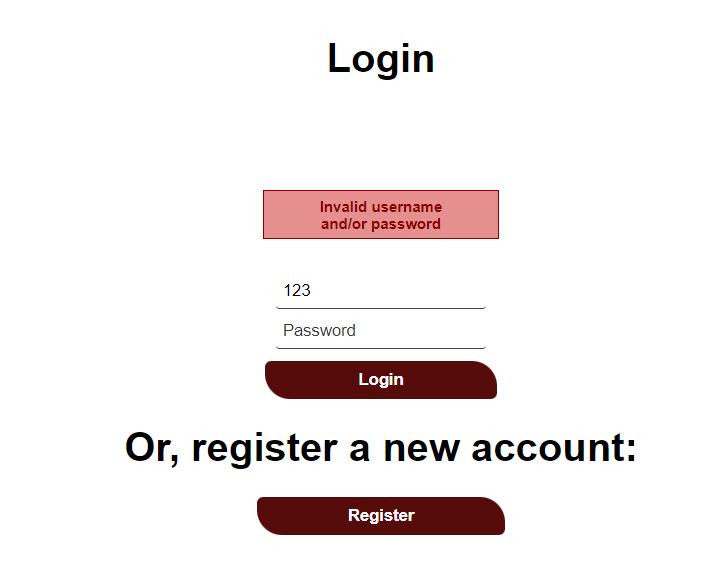 Login
Invalid username
and/or password
123
Password
Login
Or, register a new account:
Register